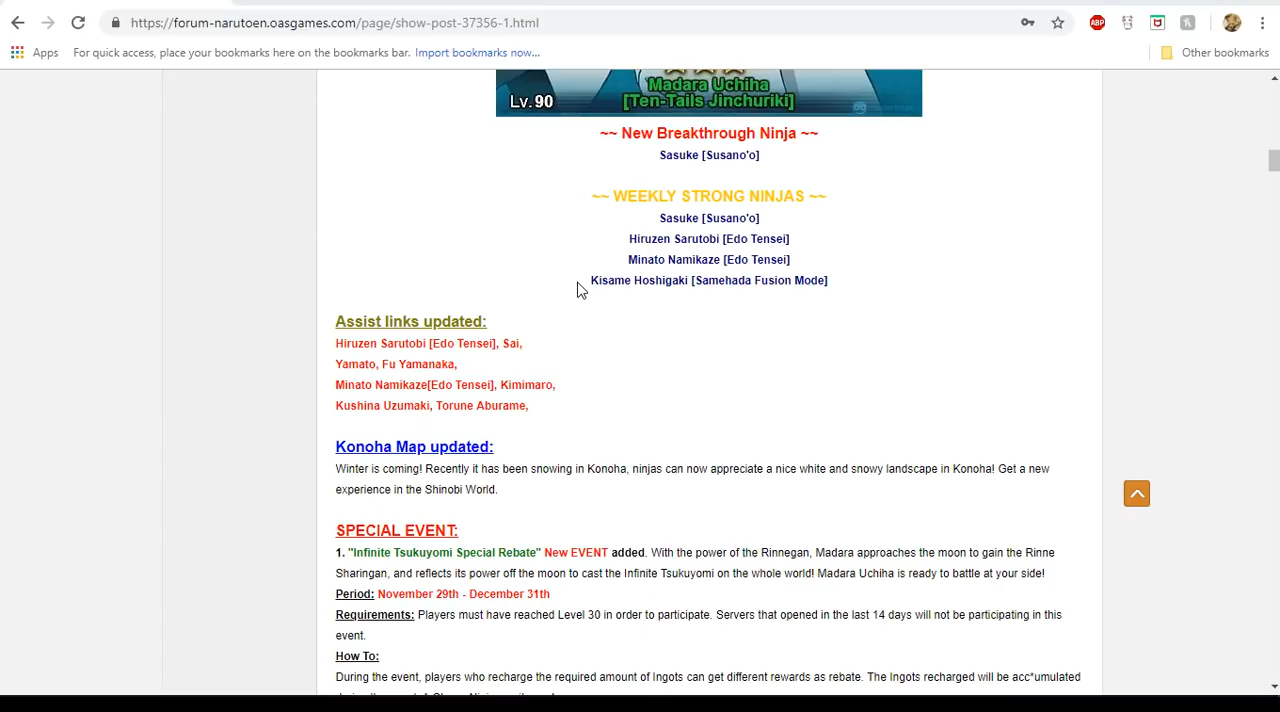 https://forum-narutoen.oasgames.com/page/show-post-37356-1.html
ABP
Apps
For quick access, place your bookmarks here on the bookmarks bar. Import bookmarks now...
Other bookmarks
Madara Uchiha
Lv.90
[Ten-Tails Jinchuriki]
~~ New Breakthrough Ninja ~~
Sasuke [Susano'o]
~~ WEEKLY STRONG NINJAS ~~
Sasuke [Susano'o]
Hiruzen Sarutobi [Edo Tensei]
Minato Namikaze [Edo Tensei]
Kisame Hoshigaki [Samehada Fusion Mode]
Assist links updated:
Hiruzen Sarutobi [Edo Tensei], Sai,
Yamato, Fu Yamanaka,
Minato Namikaze[Edo Tensei], Kimimaro,
Kushina Uzumaki, Torune Aburame,
Konoha Map updated:
Winter is coming! Recently it has been snowing in Konoha, ninjas can now appreciate a nice white and snowy landscape in Konoha! Get a new
experience in the Shinobi World.
SPECIAL EVENT:
1. "Infinite Tsukuyomi Special Rebate" New EVENT added. With the power of the Rinnegan, Madara approaches the moon to gain the Rinne
Sharingan, and reflects its power off the moon to cast the Infinite Tsukuyomi on the whole world! Madara Uchiha is ready to battle at your side!
Period: November 29th - December 31th
Requirements: Players must have reached Level 30 in order to participate. Servers that opened in the last 14 days will not be participating in this
event.
How To:
During the event, players who recharge the required amount of Ingots can get different rewards as rebate. The Ingots recharged will be acc*umulated